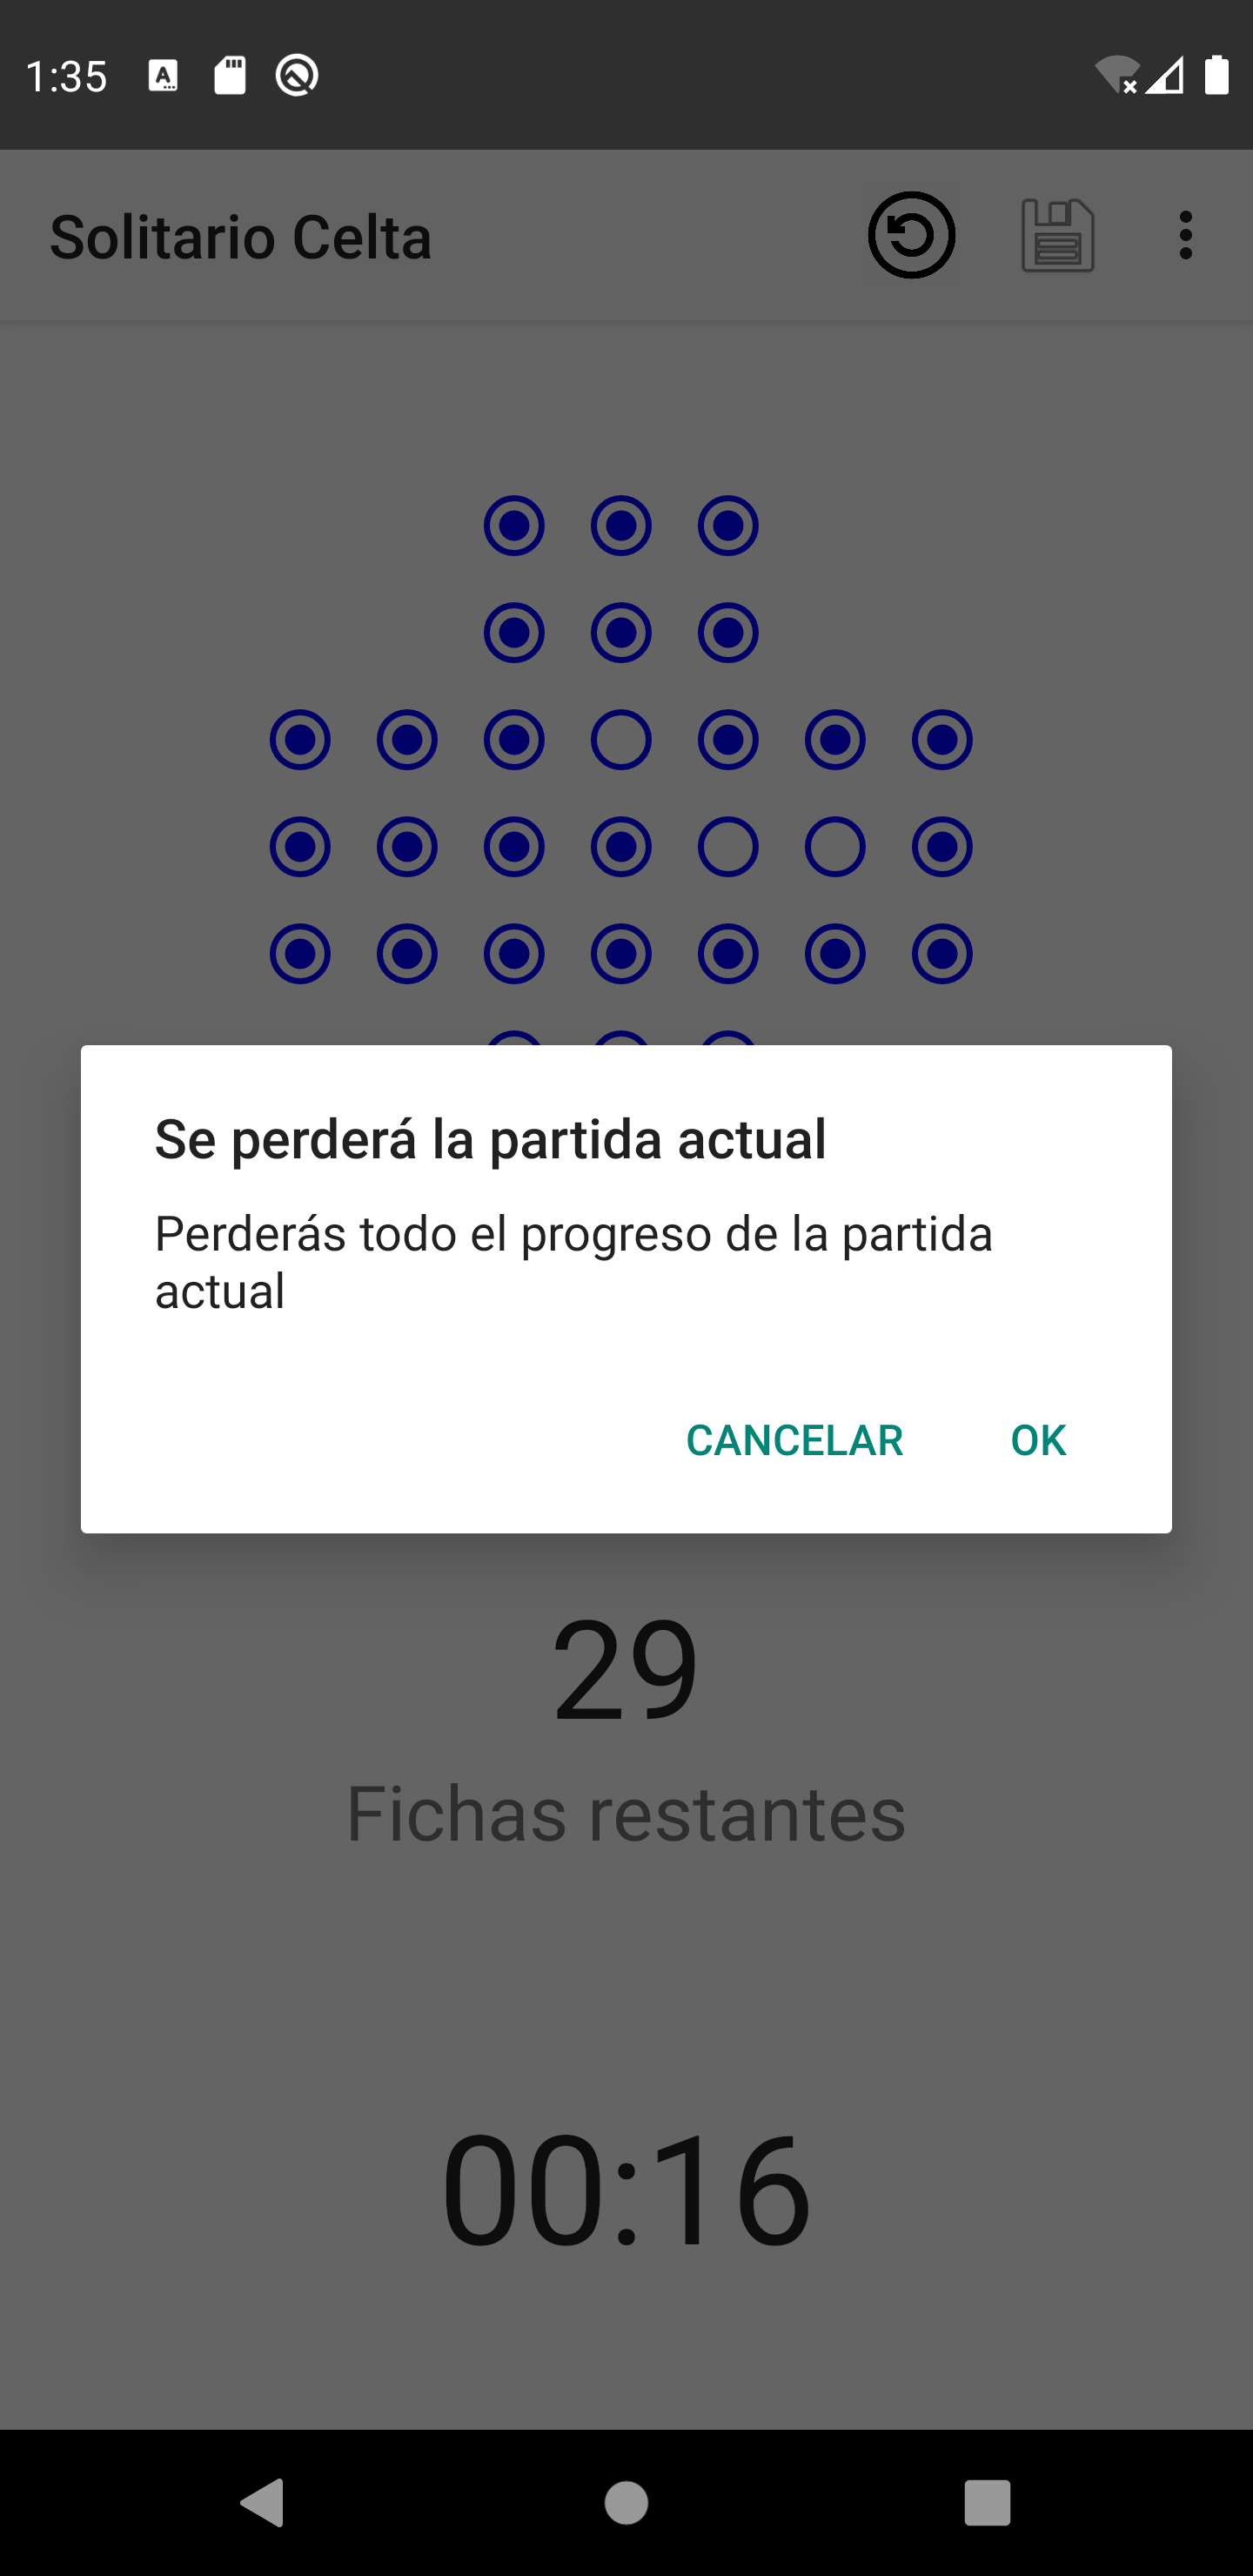 1:35
Solitario Celta
Se perderá la partida actual
Perderás todo el progreso de la partida
actual
CANCELAR OK
29
Fichas restantes
00:16